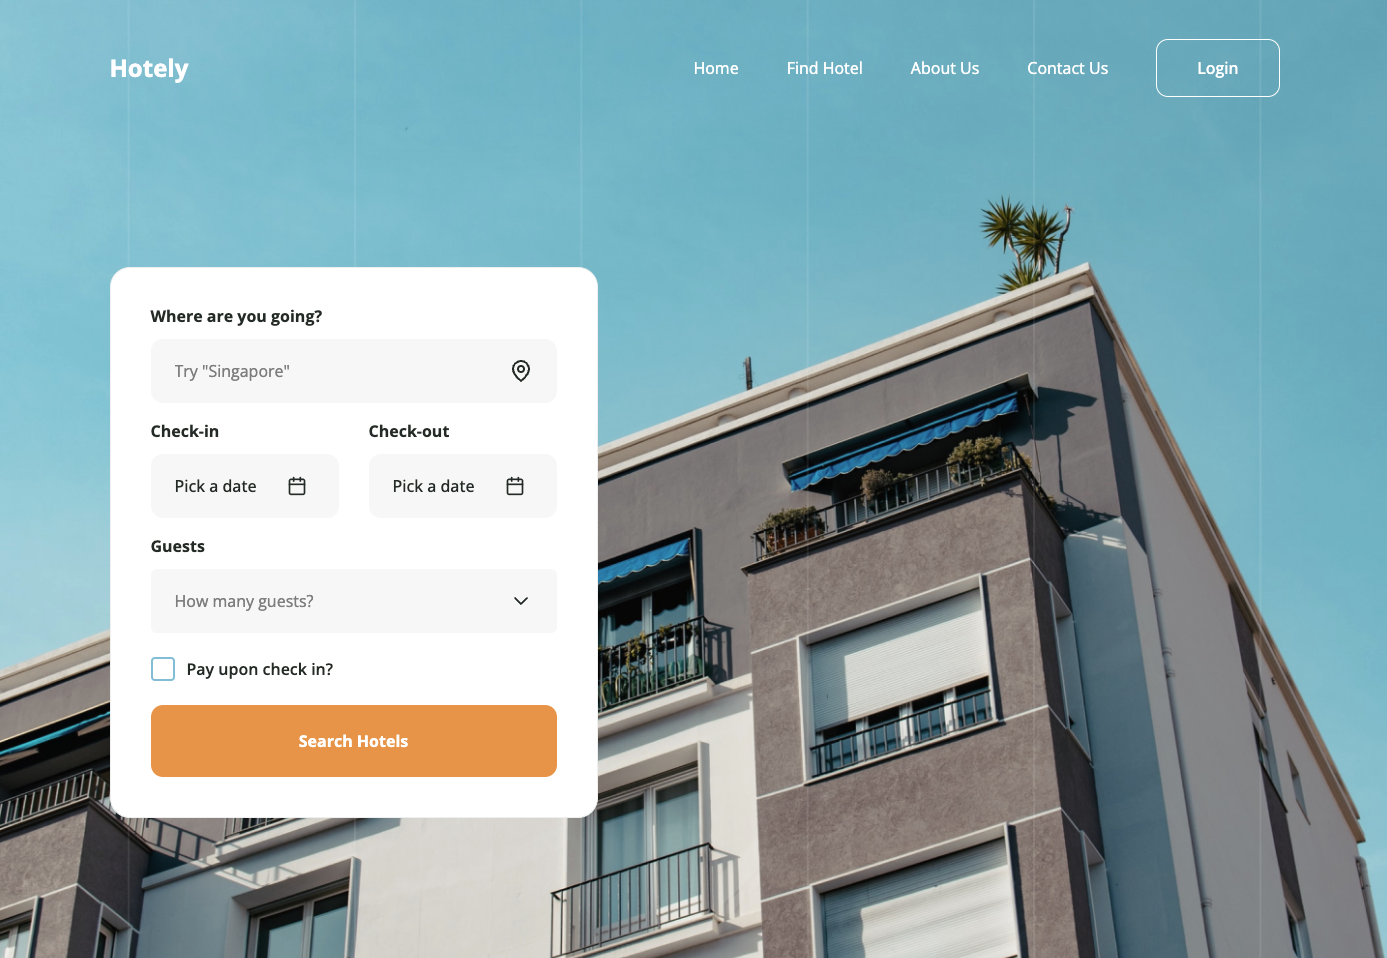 Hotely
Home Find Hotel About Us Contact Us Login
Where are you going?
Try "Singapore"
Check-in Check-out
Pick a date Pick a date
Guests
How many guests?
Pay upon check in?
Search Hotels